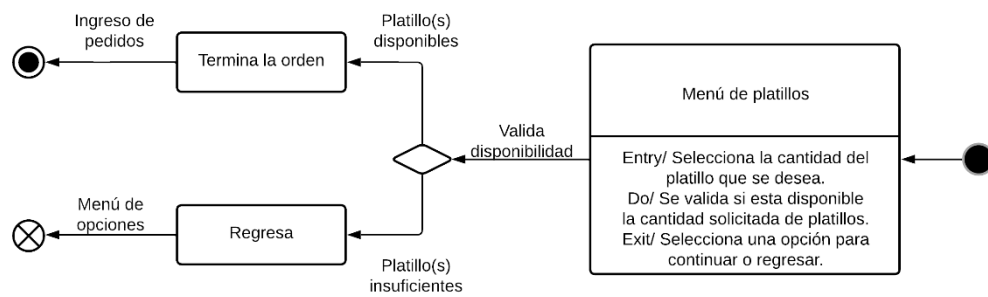 Ingreso de
pedidos
Termina la orden
Platillo(s)
disponibles
Menú de platillos
Valida
disponibilidad
Entry/ Selecciona la cantidad del
platillo que se desea.
Do/ Se valida si esta disponible
la cantidad solicitada de platillos.
Exit/ Selecciona una opción para
continuar o regresar.
Menú de
opciones
Regresa
Platillo(s)
insuficientes